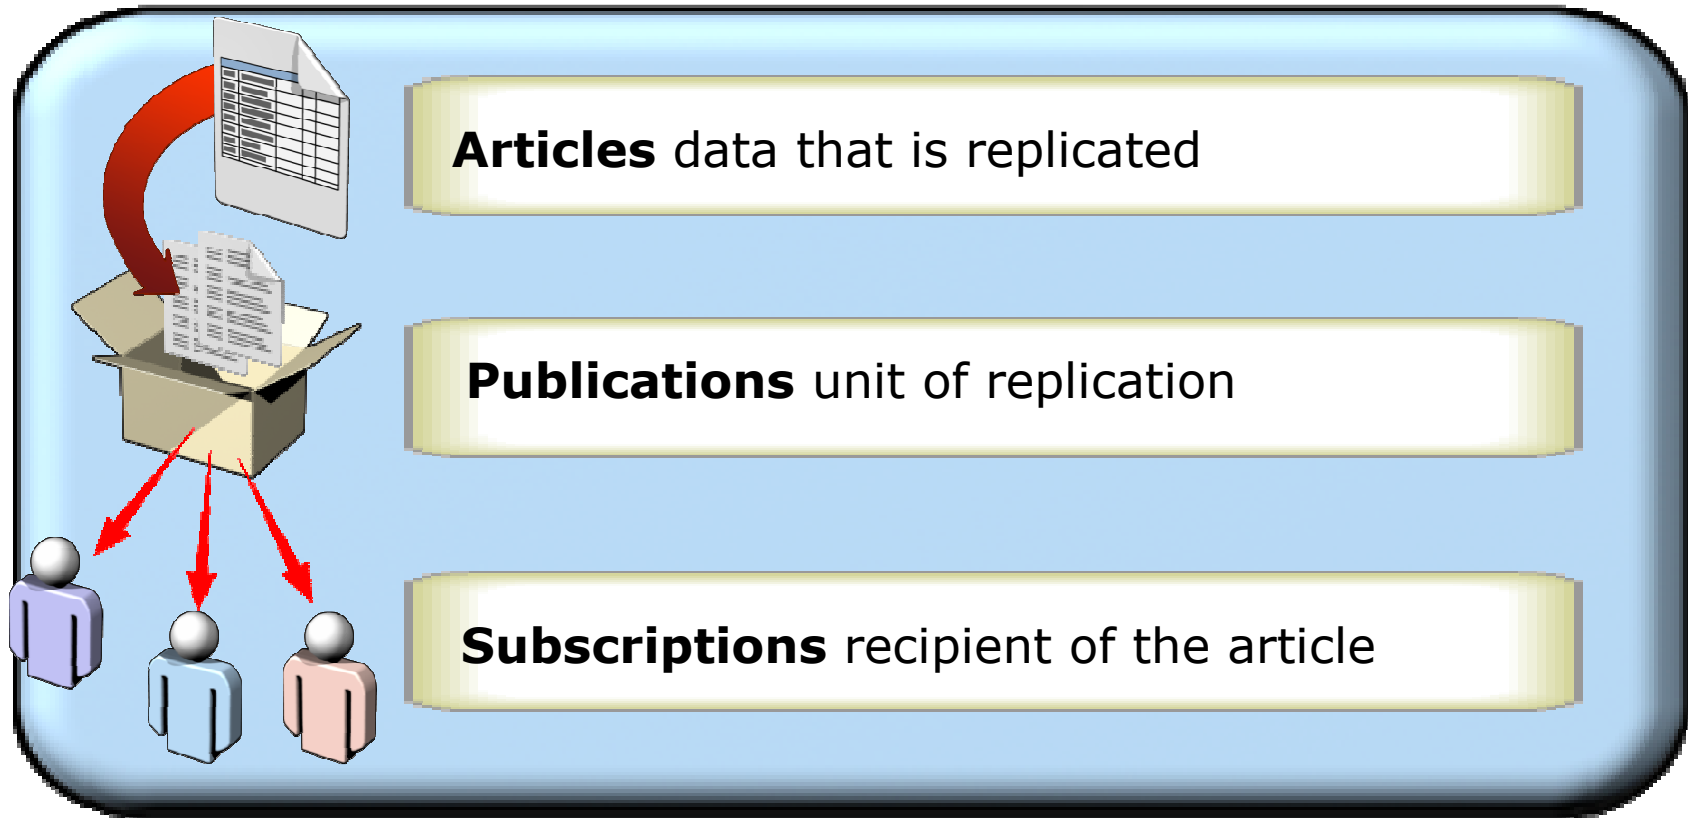 Articles data that is replicated
Publications unit of replication
Subscriptions recipient of the article